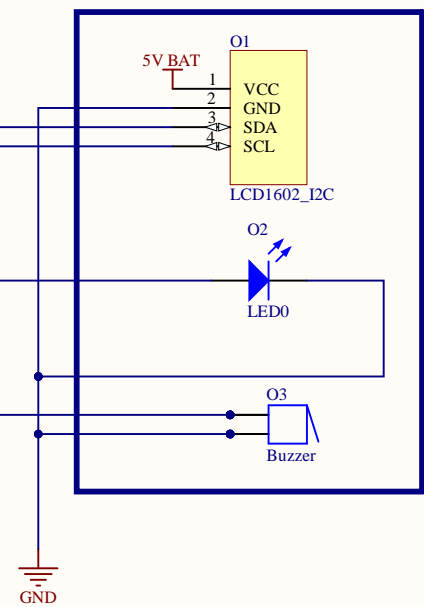 O1
5V BAT
1 VCC
2 GND
3 SDA
4 SCL
LCD1602_I2C
O2
LED0
O3
Buzzer
GND